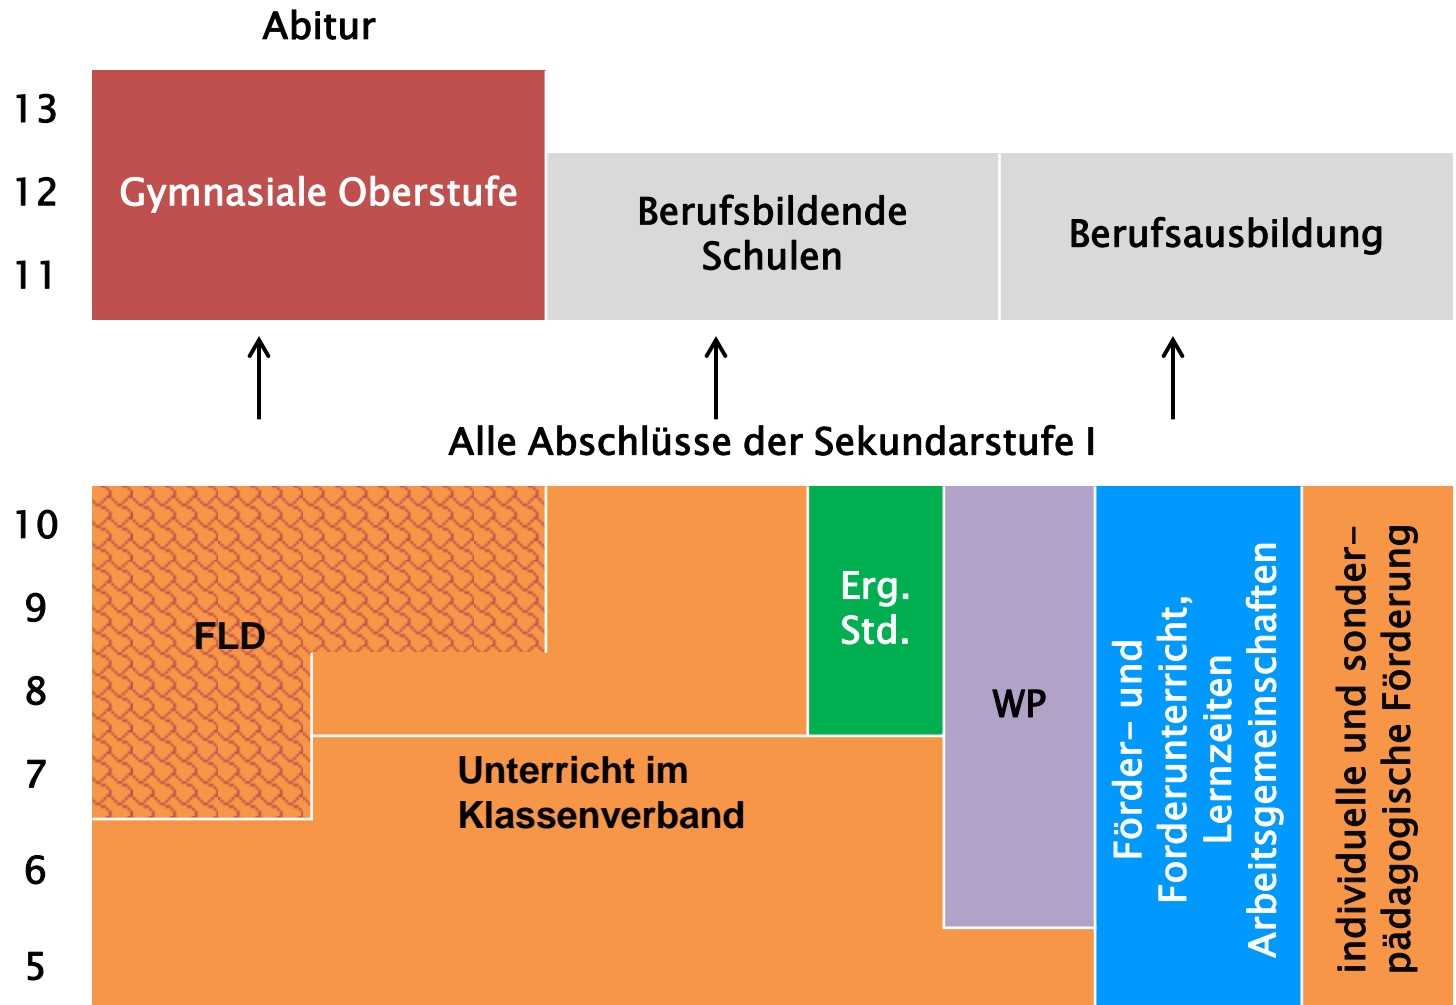 Abitur
13
12
11
Gymnasiale Oberstufe
Berufsbildende
Schulen
Berufsausbildung
Alle Abschlüsse der Sekundarstufe I
10
9
8
7
6
5
FLD
Unterricht im
Klassenverband
Erg.
Std.
WP
Förder- und
Forderunterricht,
Lernzeiten
Arbeitsgemeinschaften
individuelle und sonder-
pädagogische Förderung